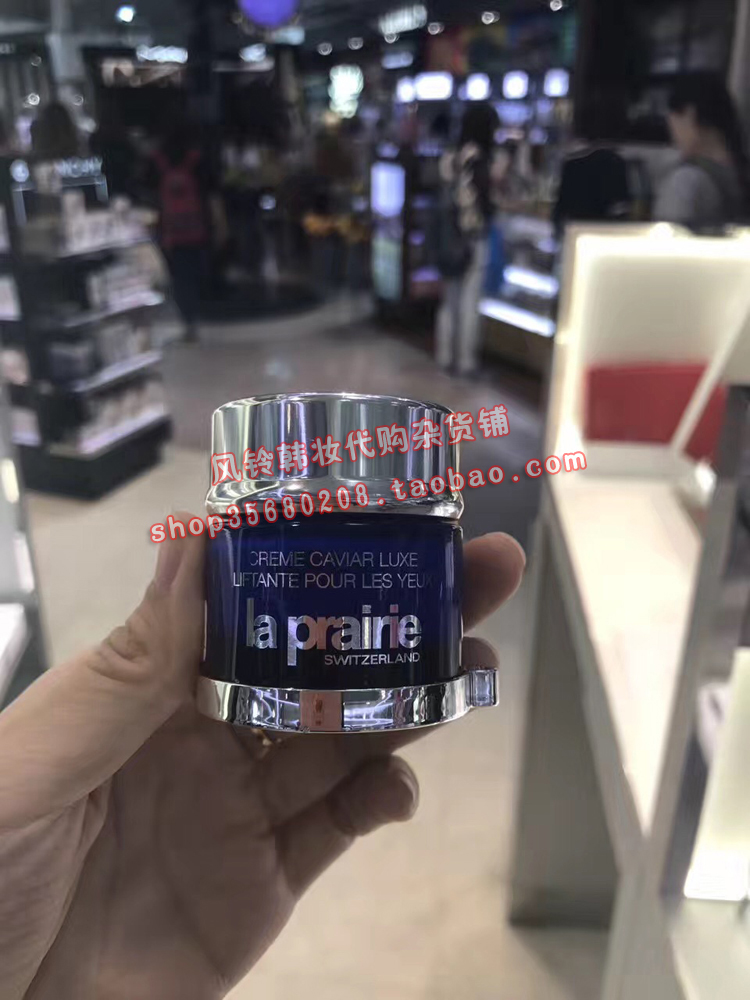 风铃韩妆代购杂货铺
shop35680208.taobao.com
CREME CAVIAR LUXE
LIFTANTE POUR LES YEUX
la prairie
SWITZERLAND